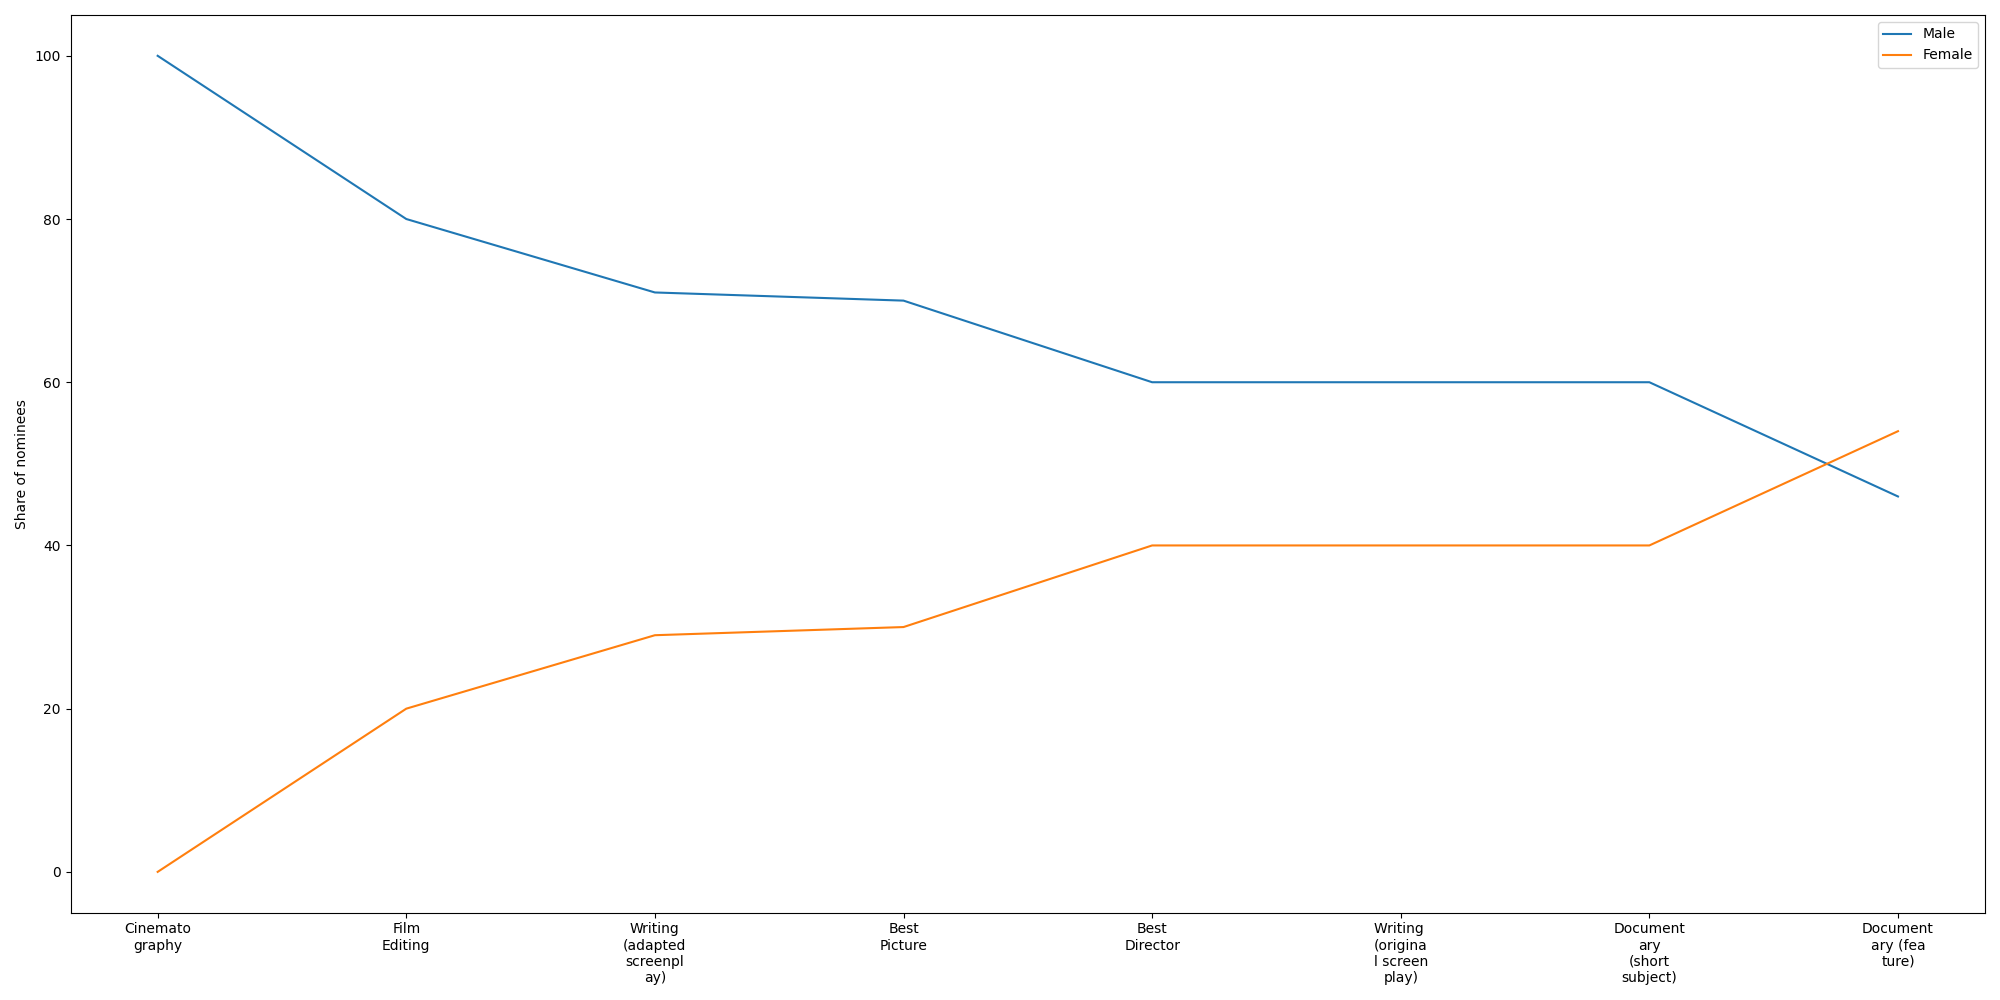 Male
Female
100
80
60
40
20
0
Share of nominees
Cinemato
graphy
Film
Editing
Writing
(adapted
screenpl
ay)
Best
Picture
Best
Director
Writing
(origina
l screen
play)
Document
ary
(short
subject)
Document
ary (fea
ture)